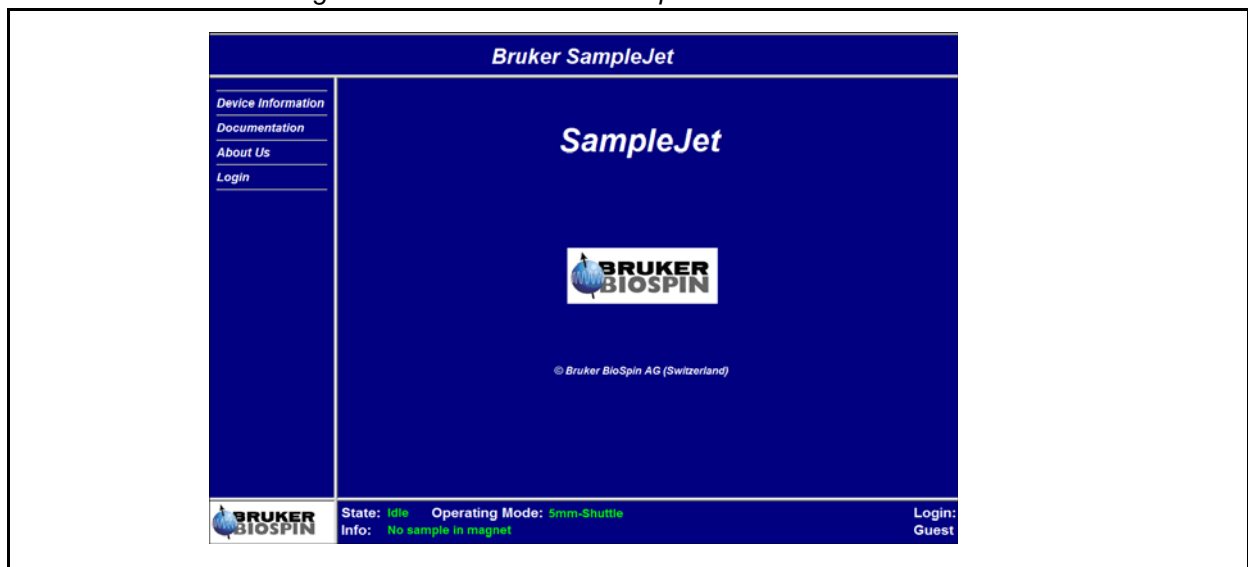 Bruker SampleJet
Device Information
Documentation
About Us
Login
SampleJet
BRUKER
BIOSPIN
© Bruker BioSpin AG (Switzerland)
BRUKER
BIOSPIN
State: Idle Operating Mode: 5mm-Shuttle
Info: No sample in magnet
Login:
Guest